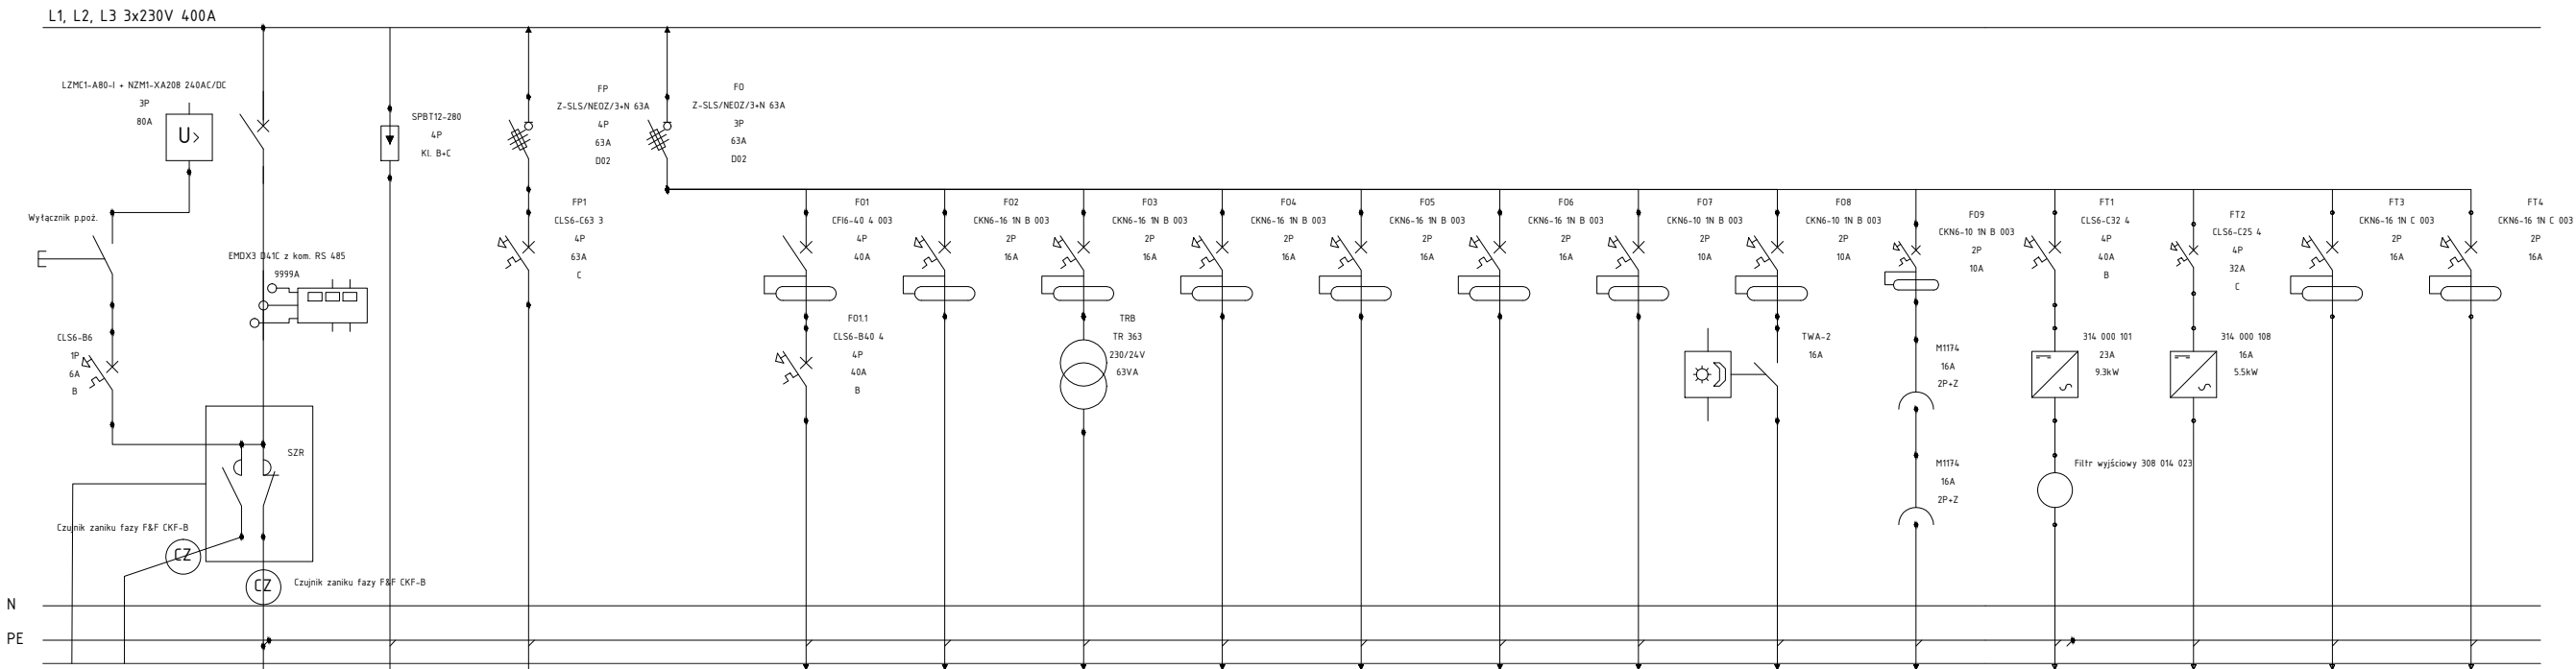 L1, L2, L3 3x230V 400A
LZMC1-A80-I + NZM1-XA208 240AC/DC
3P
80A
U>
Wyłącznik p.poż.
EMDX3 D41C z kom. RS 485
9999A
CLS6-B6
1P
6A
B
SZR
Czujnik zaniku fazy F&F CKF-B
CZ
CZ
Czujnik zaniku fazy F&F CKF-B
SPBT12-280
4P
Kl. B+C
FP
Z-SLS/NEOZ/3+N 63A
4P
63A
D02
FP1
CLS6-C63 3
4P
63A
C
FO
Z-SLS/NEOZ/3+N 63A
3P
63A
D02
FO1
CFI6-40 4 003
4P
40A
FO1.1
CLS6-B40 4
4P
40A
B
FO2
CKN6-16 1N B 003
2P
16A
FO3
CKN6-16 1N B 003
2P
16A
TRB
TR 363
230/24V
63VA
FO4
CKN6-16 1N B 003
2P
16A
FO5
CKN6-16 1N B 003
2P
16A
FO6
CKN6-16 1N B 003
2P
16A
FO7
CKN6-10 1N B 003
2P
10A
FO8
CKN6-10 1N B 003
2P
10A
TWA-2
16A
FO9
CKN6-10 1N B 003
2P
10A
M1174
16A
2P+Z
M1174
16A
2P+Z
FT1
CLS6-C32 4
4P
40A
B
314 000 101
23A
9.3kW
Filtr wyjściowy 308 014 023
FT2
CLS6-C25 4
4P
32A
C
314 000 108
16A
5.5kW
FT3
CKN6-16 1N C 003
2P
16A
FT4
CKN6-16 1N C 003
2P
16A
N
PE